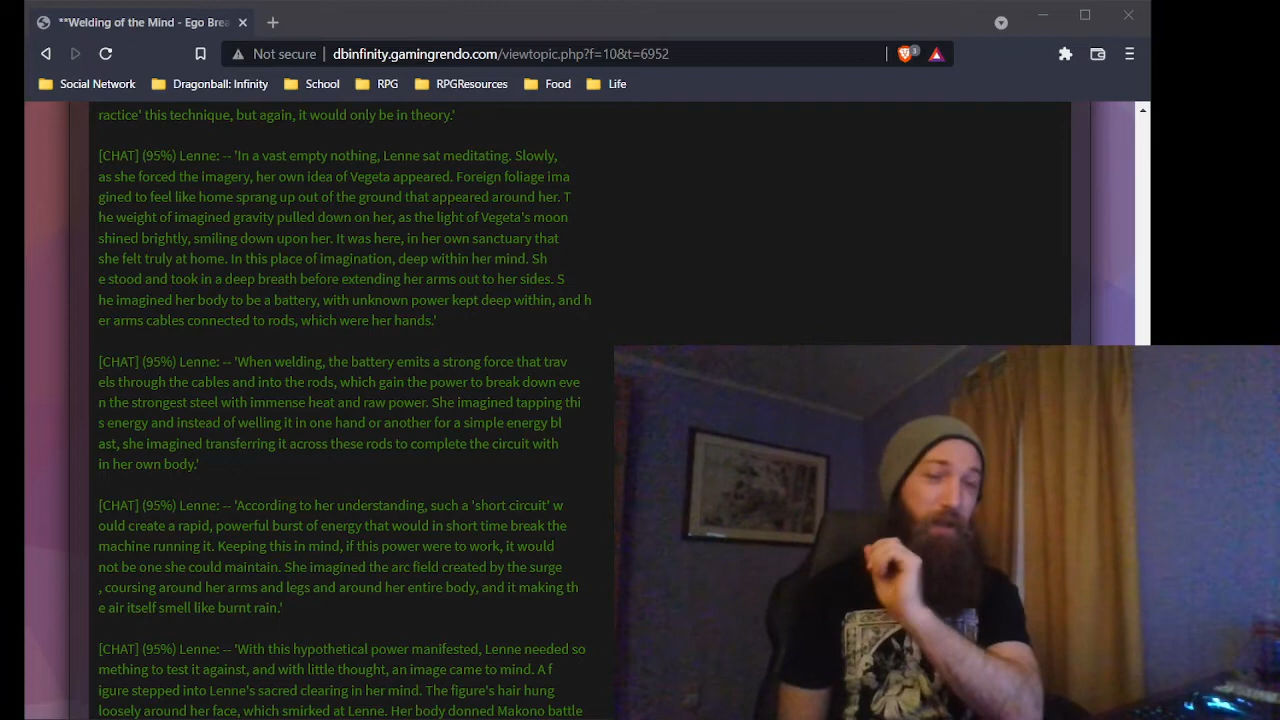 **Welding of the Mind - Ego Brea
Not secure | dbinfinity.gamingrendo.com/viewtopic.php?f=10&t=6952
3
Social Network Dragonball: Infinity School RPG RPGResources Food Life
ractice' this technique, but again, it would only be in theory.'
[CHAT] (95%) Lenne: -- 'In a vast empty nothing, Lenne sat meditating. Slowly,
as she forced the imagery, her own idea of Vegeta appeared. Foreign foliage ima
gined to feel like home sprang up out of the ground that appeared around her. T
he weight of imagined gravity pulled down on her, as the light of Vegeta's moon
shined brightly, smiling down upon her. It was here, in her own sanctuary that
she felt truly at home. In this place of imagination, deep within her mind. Sh
e stood and took in a deep breath before extending her arms out to her sides. S
he imagined her body to be a battery, with unknown power kept deep within, and h
er arms cables connected to rods, which were her hands.'
[CHAT] (95%) Lenne: -- 'When welding, the battery emits a strong force that trav
els through the cables and into the rods, which gain the power to break down eve
n the strongest steel with immense heat and raw power. She imagined tapping thi
s energy and instead of welling it in one hand or another for a simple energy bl
ast, she imagined transferring it across these rods to complete the circuit with
in her own body.'
[CHAT] (95%) Lenne: -- 'According to her understanding, such a 'short circuit' w
ould create a rapid, powerful burst of energy that would in short time break the
machine running it. Keeping this in mind, if this power were to work, it would
not be one she could maintain. She imagined the arc field created by the surge
, coursing around her arms and legs and around her entire body, and it making th
e air itself smell like burnt rain.'
[CHAT] (95%) Lenne: -- 'With this hypothetical power manifested, Lenne needed so
mething to test it against, and with little thought, an image came to mind. A f
igure stepped into Lenne's sacred clearing in her mind. The figure's hair hung
loosely around her face, which smirked at Lenne. Her body donned Makono battle